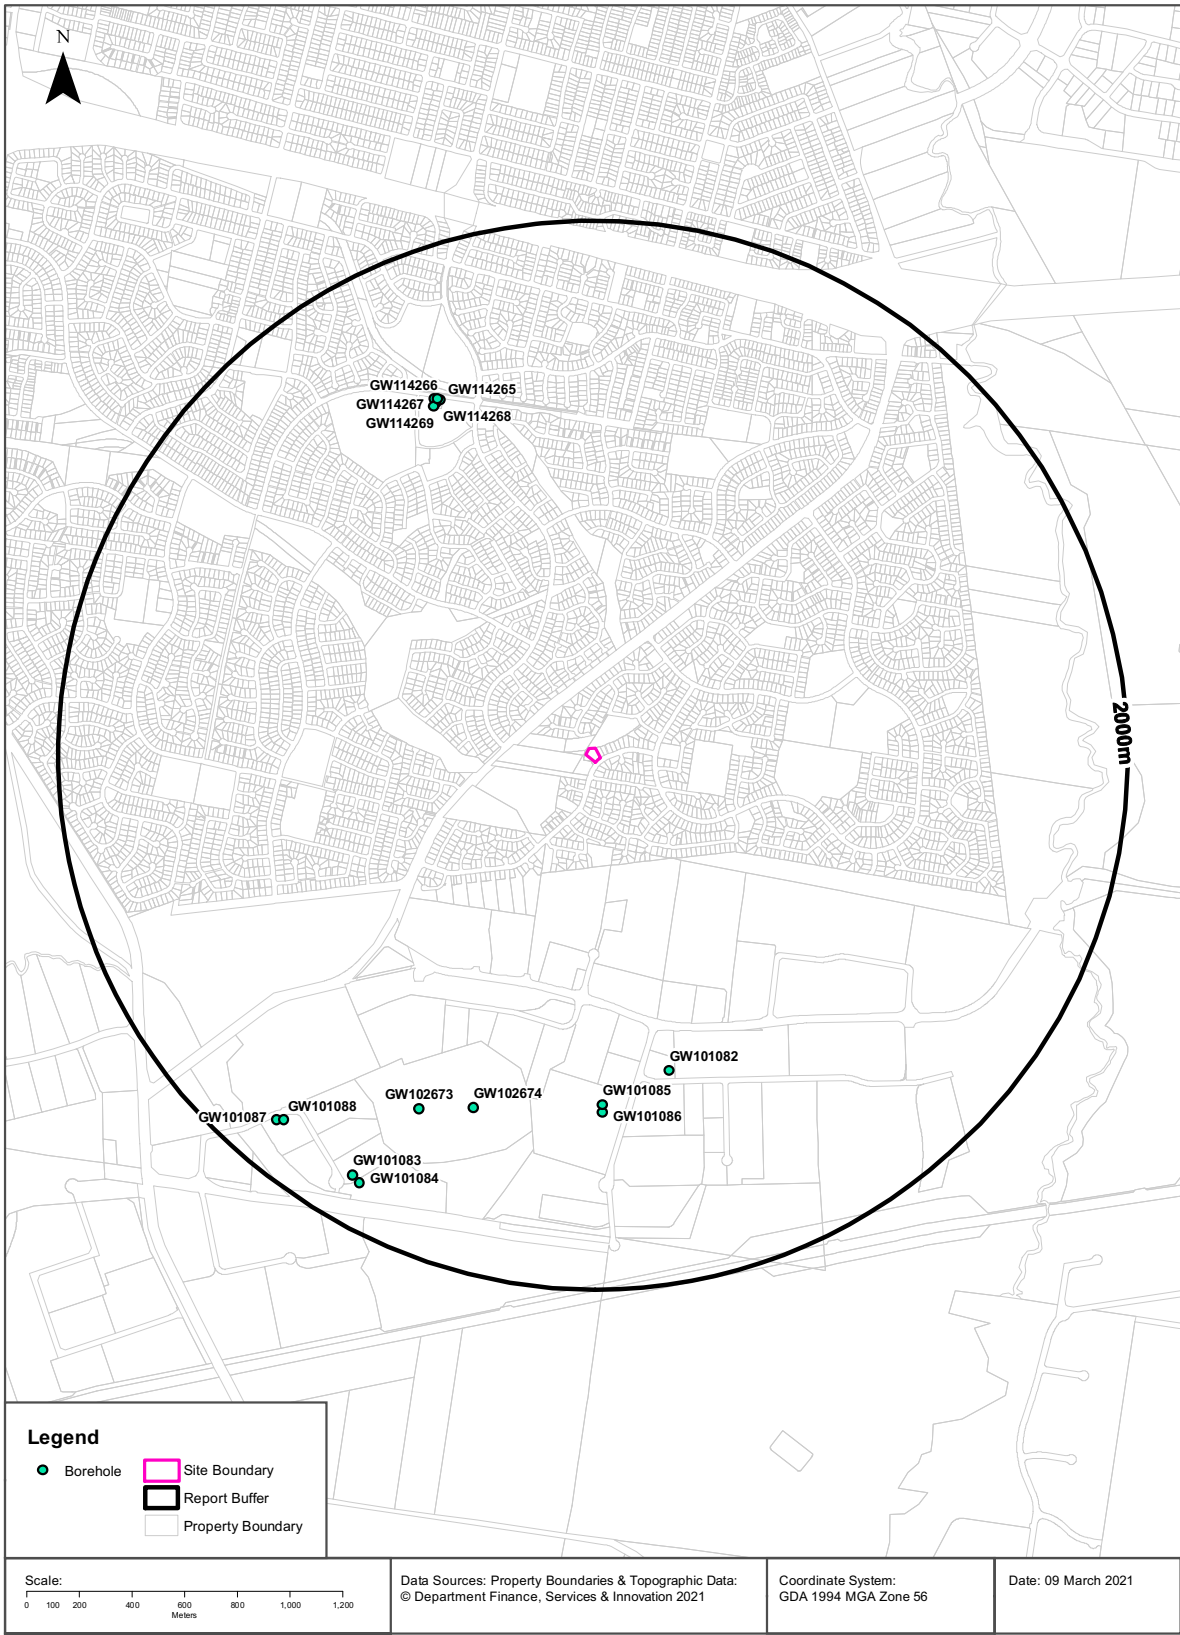 N
GW114266
GW114265
GW114267
GW114268
GW114269
2000m
GW101082
GW102673
GW102674
GW101085
GW101088
GW101087
GW101086
GW101083
GW101084
Legend
Borehole
Site Boundary
Report Buffer
Property Boundary
Scale:
0 100 200 400 600 800 1,000 1,200
Meters
Data Sources: Property Boundaries & Topographic Data:
© Department Finance, Services & Innovation 2021
Coordinate System:
GDA 1994 MGA Zone 56
Date: 09 March 2021